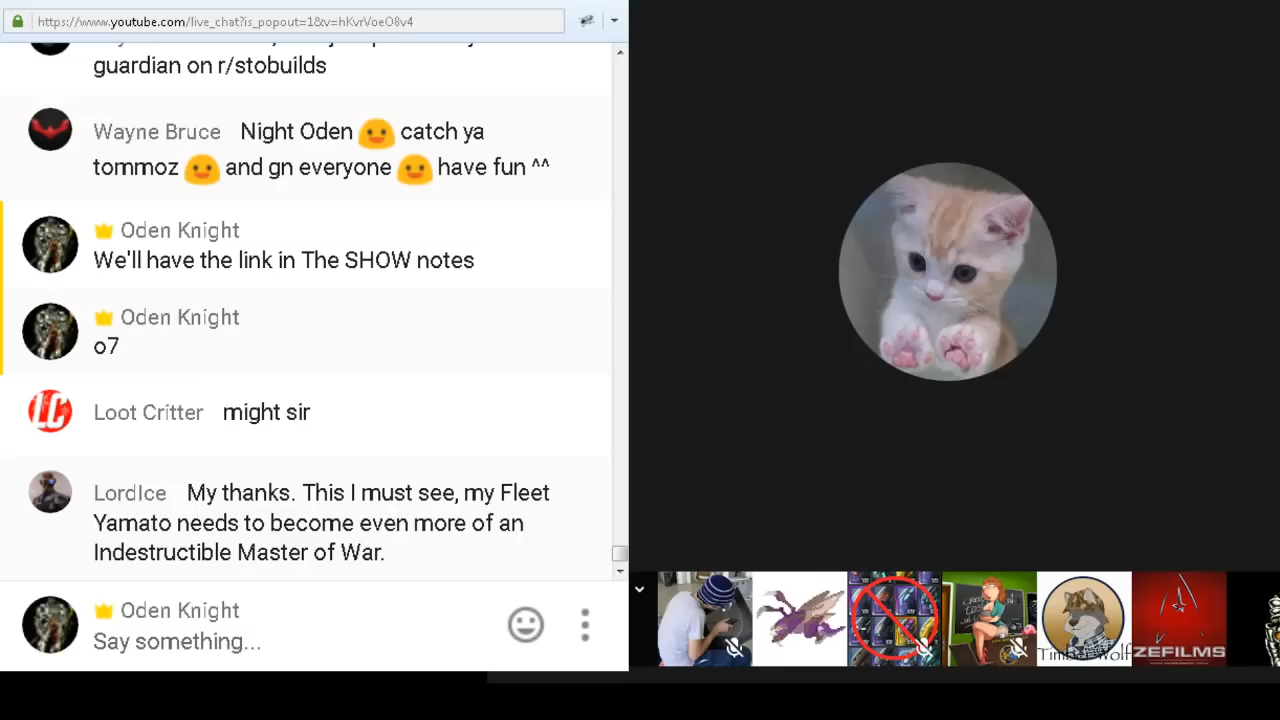 https://www.youtube.com/live_chat?is_popout=1&v=hKvrVoeO8v4
guardian on r/stobuilds
Wayne Bruce Night Oden catch ya
tommoz and gn everyone have fun ^^
Oden Knight
We'll have the link in The SHOW notes
Oden Knight
o7
LC
Loot Critter might sir
LordIce My thanks. This I must see, my Fleet
Yamato needs to become even more of an
Indestructible Master of War.
Oden Knight
Say something...
Timber Wolf
ZEFILMS